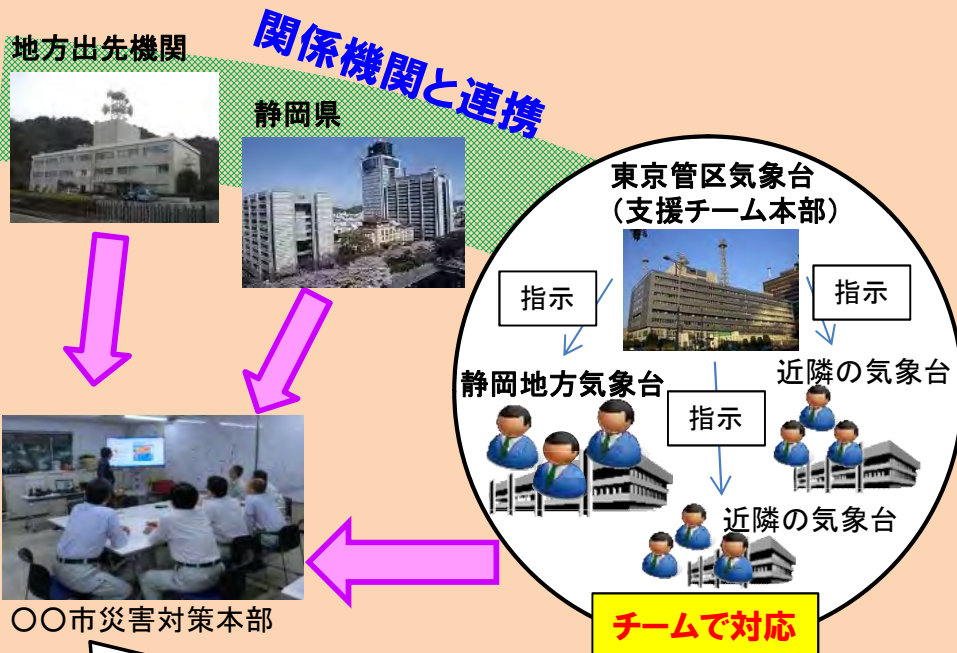 地方出先機関
関係機関と連携
静岡県
東京管区気象台
（支援チーム本部）
指示
指示
静岡地方気象台
近隣の気象台
指示
近隣の気象台
〇〇市災害対策本部
チームで対応